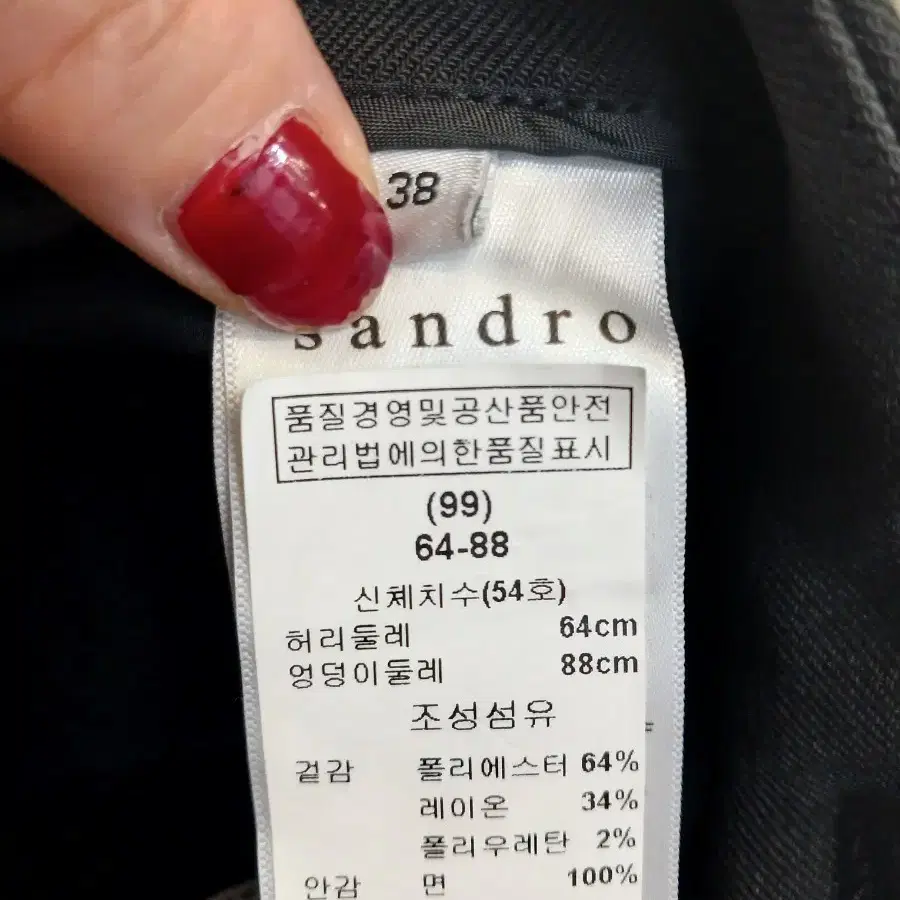 38
sandro
품질경영및공산품안전
관리법에의한품질표시
(99)
64-88
신체치수(54호)
허리둘레 64cm
엉덩이둘레 88cm
조성섬유
겉감 폴리에스터 64%
레이온 34%
폴리우레탄 2%
안감 면 100%